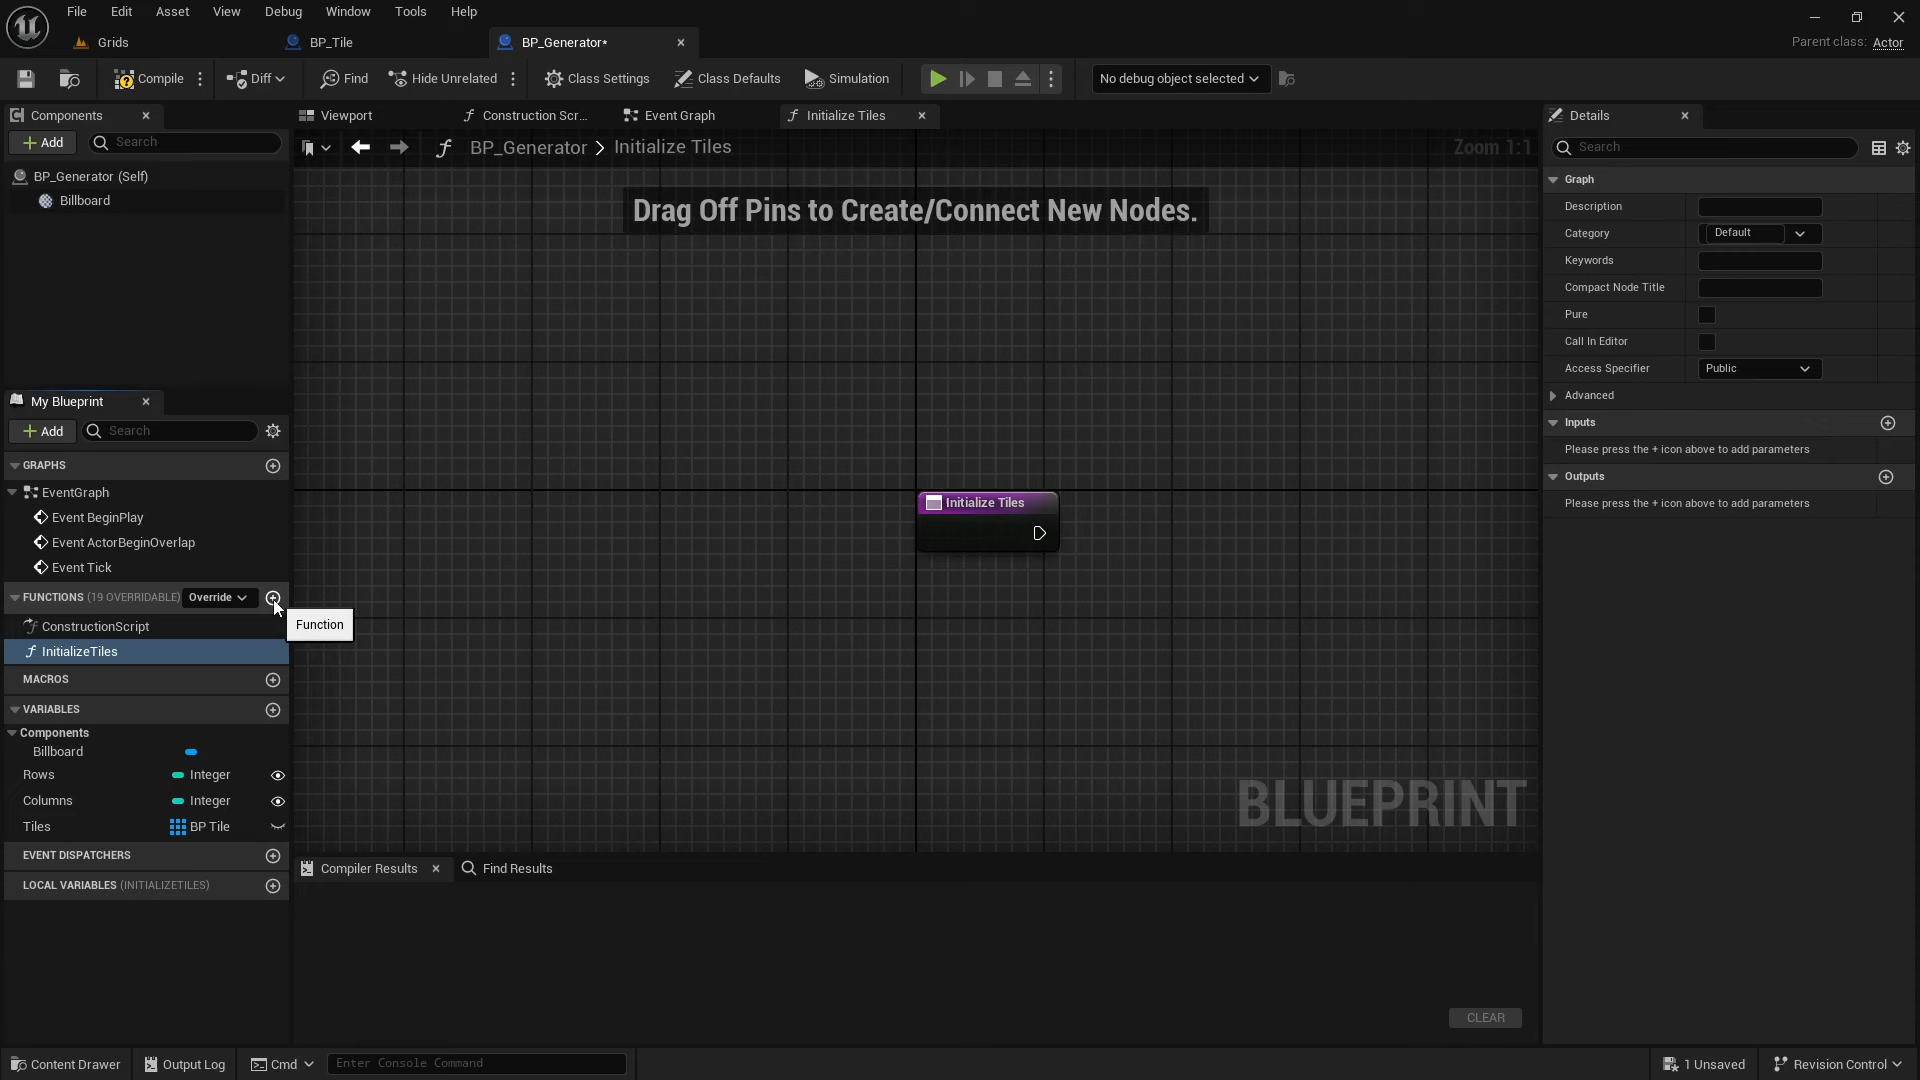 File Edit Asset View Debug Window Tools Help
Grids BP_Tile BP_Generator*
Parent class: Actor
Compile Diff Find Hide Unrelated Class Settings Class Defaults Simulation No debug object selected
Components
Add Search
BP_Generator (Self)
Billboard
My Blueprint
Add Search
GRAPHS
EventGraph
Event BeginPlay
Event ActorBeginOverlap
Event Tick
FUNCTIONS (19 OVERRIDABLE) Override
Function
ConstructionScript
InitializeTiles
MACROS
VARIABLES
Components
Billboard
Rows Integer
Columns Integer
Tiles BP Tile
EVENT DISPATCHERS
LOCAL VARIABLES (INITIALIZETILES)
Viewport Construction Scr... Event Graph Initialize Tiles
BP_Generator > Initialize Tiles Zoom 1:1
Drag Off Pins to Create/Connect New Nodes.
Initialize Tiles
BLUEPRINT
Compiler Results Find Results
CLEAR
Details
Search
Graph
Description
Category Default
Keywords
Compact Node Title
Pure
Call In Editor
Access Specifier Public
Advanced
Inputs
Please press the + icon above to add parameters
Outputs
Please press the + icon above to add parameters
Content Drawer Output Log Cmd Enter Console Command 1 Unsaved Revision Control